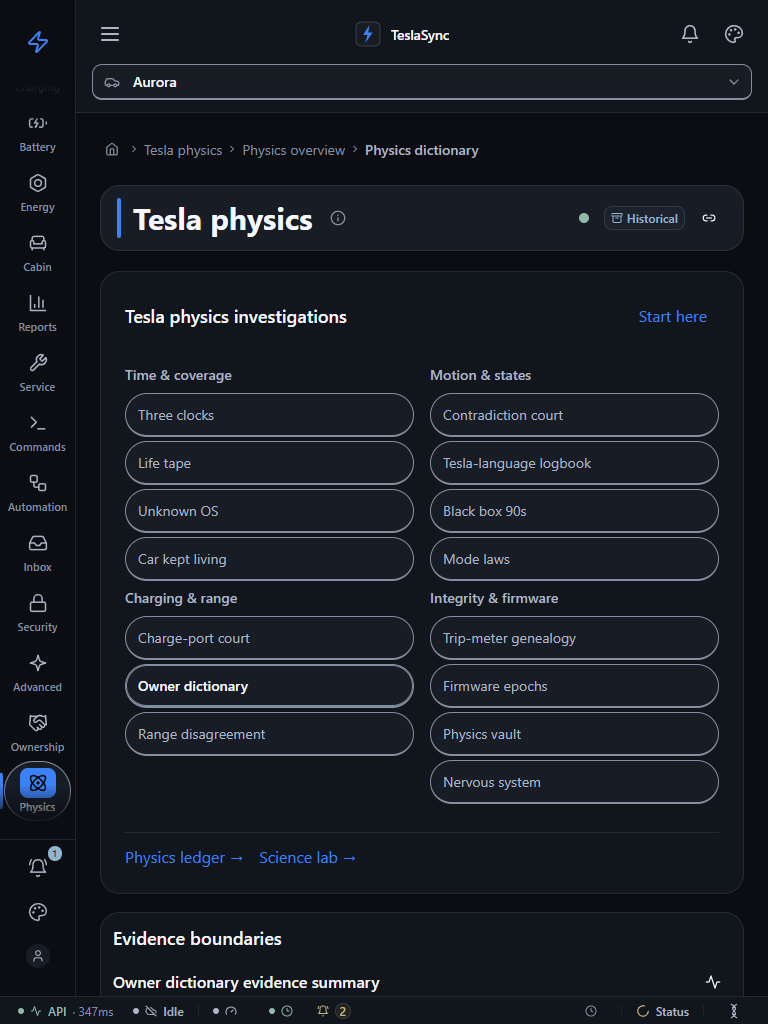 TeslaSync
Aurora
Charging
Battery
Energy
Cabin
Reports
Service
Commands
Automation
Inbox
Security
Advanced
Ownership
Physics
1
Tesla physics > Physics overview > Physics dictionary
Tesla physics
Historical
Tesla physics investigations
Start here
Time & coverage
Three clocks
Life tape
Unknown OS
Car kept living
Motion & states
Contradiction court
Tesla-language logbook
Black box 90s
Mode laws
Charging & range
Charge-port court
Owner dictionary
Range disagreement
Integrity & firmware
Trip-meter genealogy
Firmware epochs
Physics vault
Nervous system
Physics ledger →
Science lab →
Evidence boundaries
Owner dictionary evidence summary
API · 347ms
Idle
2
Status